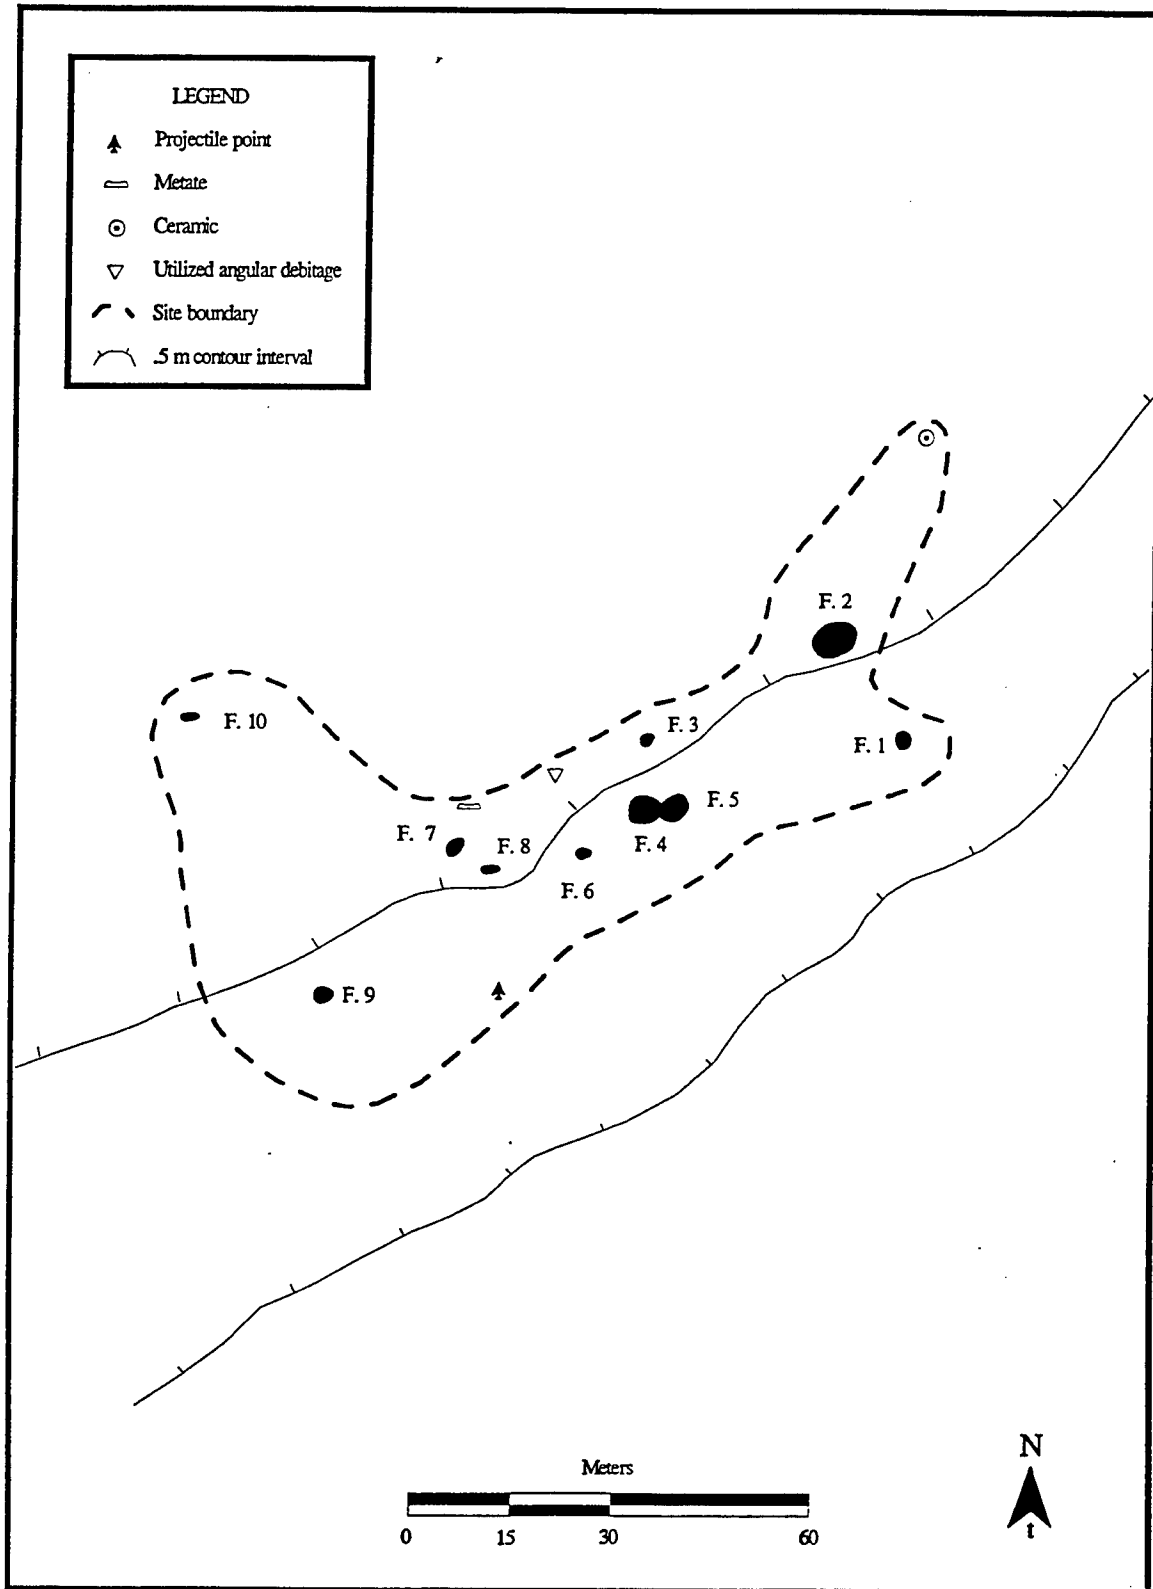 LEGEND
Projectile point
Metate
Ceramic
Utilized angular debitage
Site boundary
.5 m contour interval
F. 2
F. 10
F. 3
F. 1
F. 5
F. 7
F. 8
F. 4
F. 6
F. 9
Meters
0 15 30 60
N
t